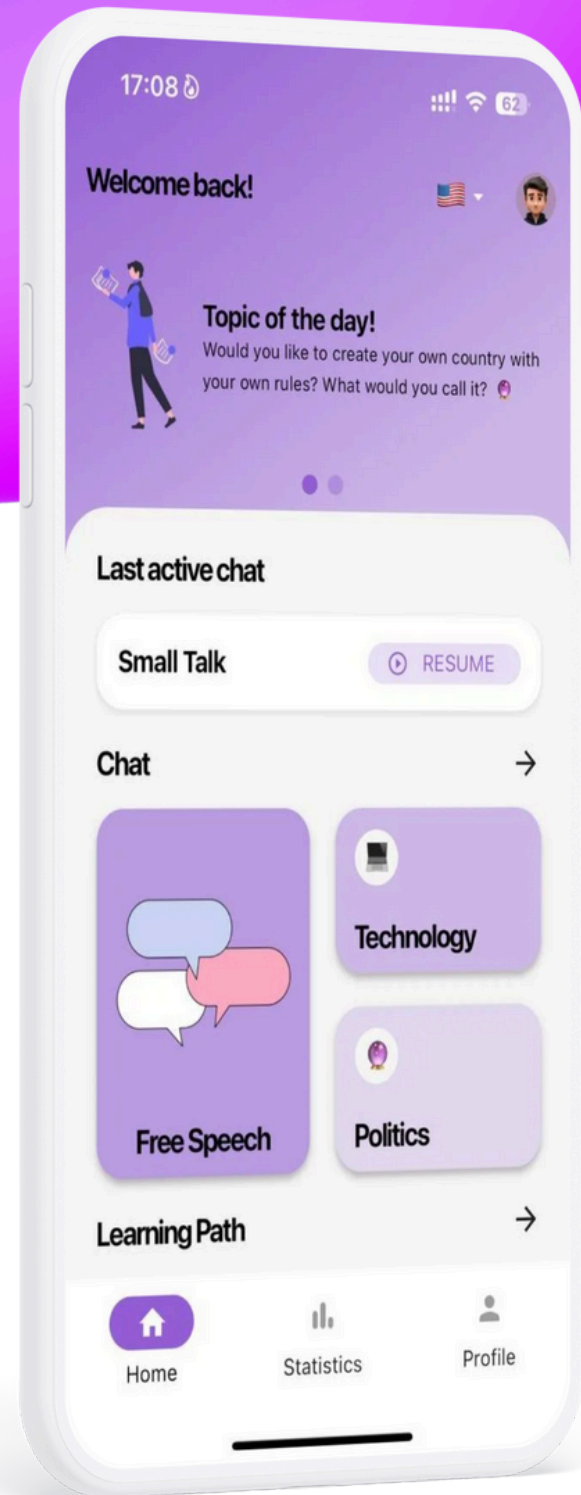 17:08
62
Welcome back!
Topic of the day!
Would you like to create your own country with
your own rules? What would you call it?
Last active chat
Small Talk
RESUME
Chat
Technology
Free Speech
Politics
Learning Path
Home
Statistics
Profile